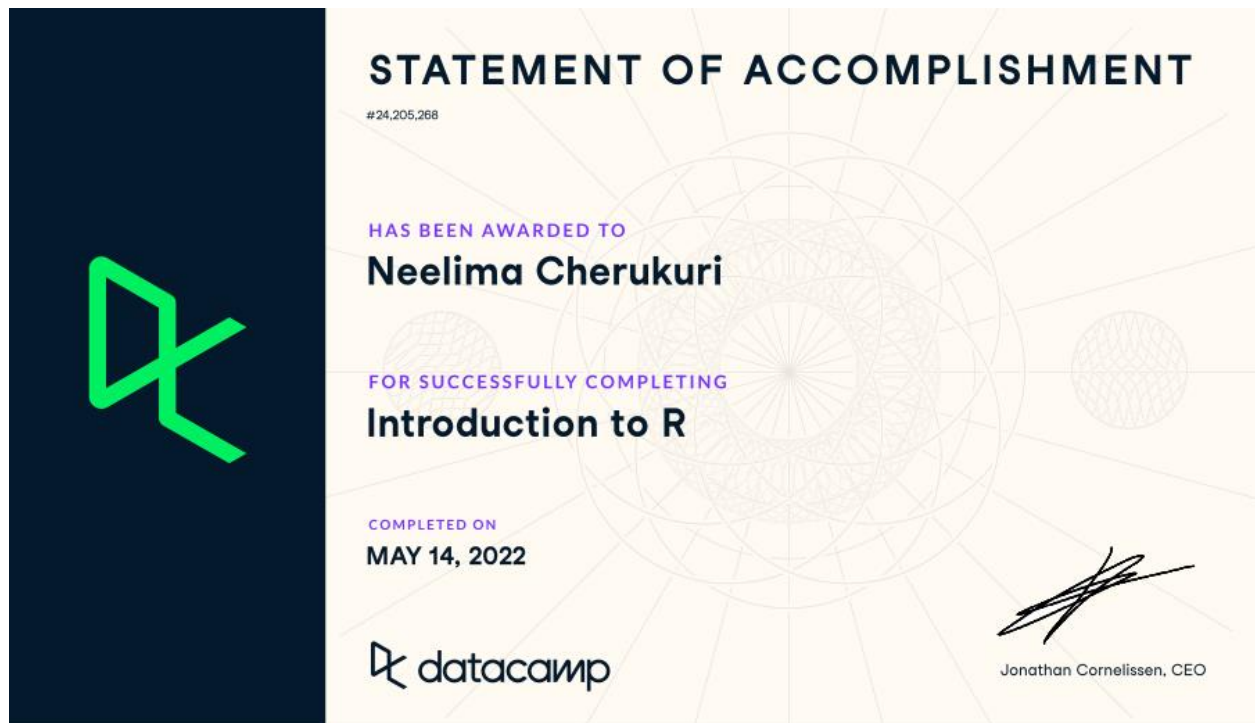 STATEMENT OF ACCOMPLISHMENT
#24,205,268
HAS BEEN AWARDED TO
Neelima Cherukuri
FOR SUCCESSFULLY COMPLETING
Introduction to R
COMPLETED ON
MAY 14, 2022
datacamp
Jonathan Cornelissen, CEO